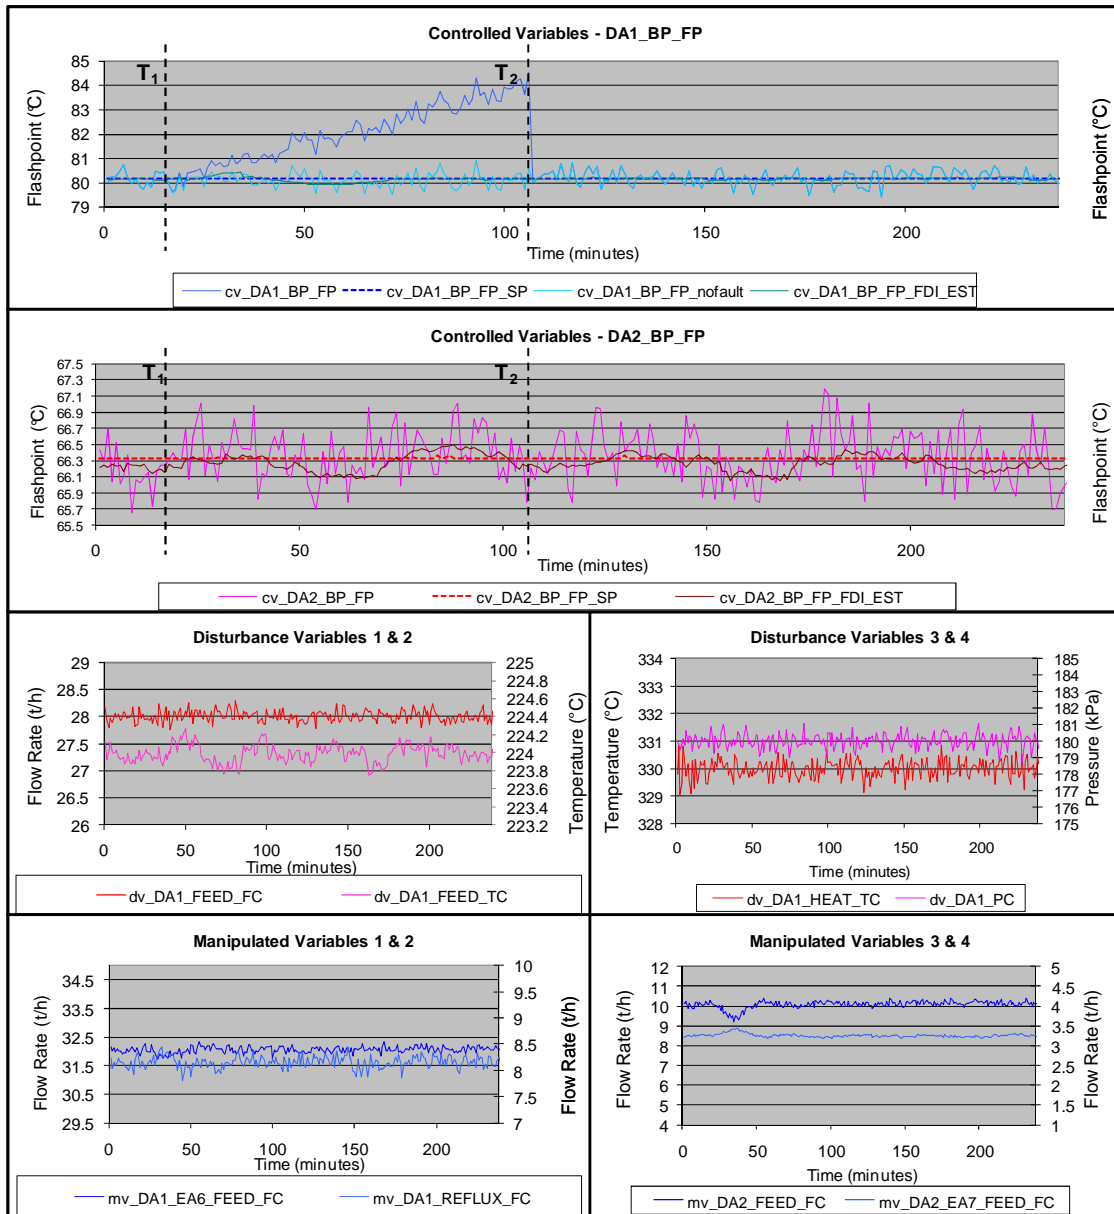 Controlled Variables - DA1_BP_FP
85
84
83
82
81
80
79
T1
T2
Flashpoint (°C)
Flashpoint (°C)
0
50
100
150
200
Time (minutes)
cv_DA1_BP_FP
cv_DA1_BP_FP_SP
cv_DA1_BP_FP_nofault
cv_DA1_BP_FP_FDI_EST
Controlled Variables - DA2_BP_FP
67.5
67.3
67.1
66.9
66.7
66.5
66.3
66.1
65.9
65.7
65.5
T1
T2
Flashpoint (°C)
Flashpoint (°C)
0
50
100
150
200
Time (minutes)
cv_DA2_BP_FP
cv_DA2_BP_FP_SP
cv_DA2_BP_FP_FDI_EST
Disturbance Variables 1 & 2
29
28.5
28
27.5
27
26.5
26
Flow Rate (t/h)
225
224.8
224.6
224.4
224.2
224
223.8
223.6
223.4
223.2
Temperature (°C)
0
50
100
150
200
Time (minutes)
dv_DA1_FEED_FC
dv_DA1_FEED_TC
Disturbance Variables 3 & 4
334
333
332
331
330
329
328
Temperature (°C)
185
184
183
182
181
180
179
178
177
176
175
Pressure (kPa)
0
50
100
150
200
Time (minutes)
dv_DA1_HEAT_TC
dv_DA1_PC
Manipulated Variables 1 & 2
34.5
33.5
32.5
31.5
30.5
29.5
Flow Rate (t/h)
10
9.5
9
8.5
8
7.5
7
Flow Rate (t/h)
0
50
100
150
200
Time (minutes)
mv_DA1_EA6_FEED_FC
mv_DA1_REFLUX_FC
Manipulated Variables 3 & 4
12
11
10
9
8
7
6
5
4
Flow Rate (t/h)
5
4.5
4
3.5
3
2.5
2
1.5
1
Flow Rate (t/h)
0
50
100
150
200
Time (minutes)
mv_DA2_FEED_FC
mv_DA2_EA7_FEED_FC